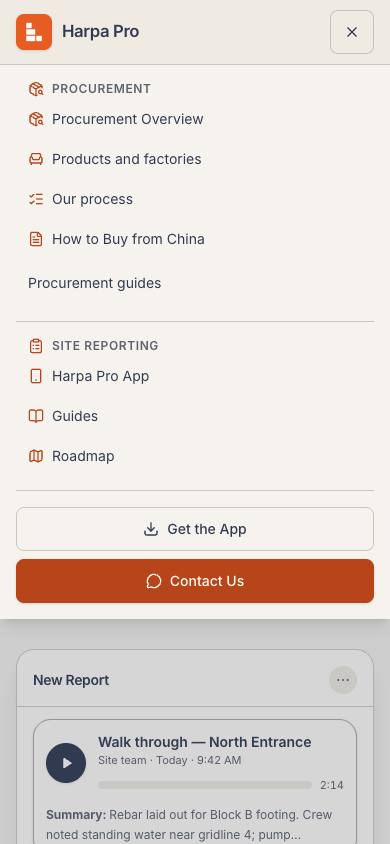 Harpa Pro
PROCUREMENT
Procurement Overview
Products and factories
Our process
How to Buy from China
Procurement guides
SITE REPORTING
Harpa Pro App
Guides
Roadmap
Get the App
Contact Us
New Report
Walk through — North Entrance
Site team · Today · 9:42 AM
2:14
Summary: Rebar laid out for Block B footing. Crew
noted standing water near gridline 4; pump...